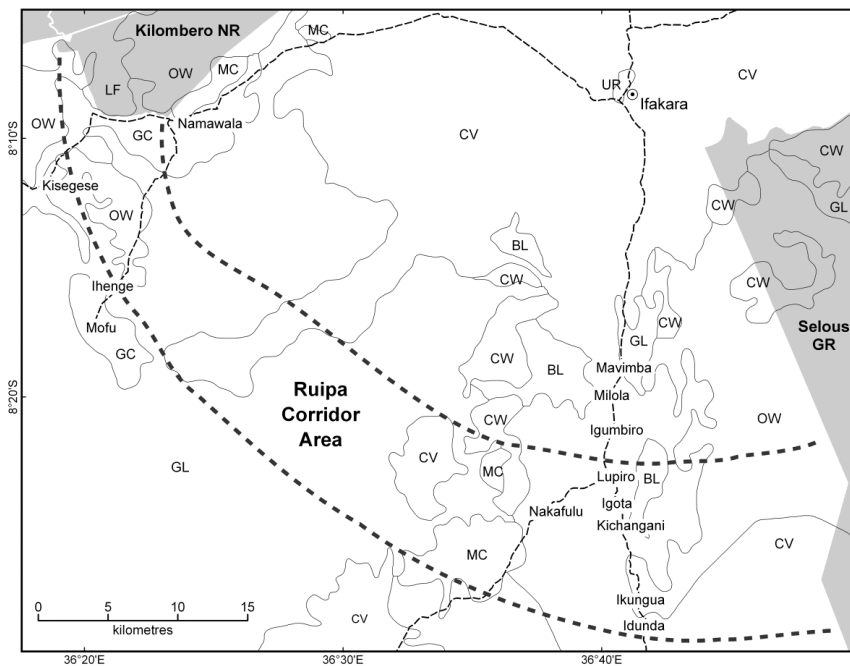 Kilombero NR
MC
OW
MC
LF
UR
Ifakara
CV
OW
GC
Namawala
CV
8°10'S
CW
Kisegese
OW
CW
GL
BL
Ihenge
CW
CW
Mofu
CW
Selous
GR
GC
CW
BL
GL
Mavimba
Milola
Ruipa
Corridor
Area
8°20'S
CW
Igumbiro
OW
CV
MC
GL
Lupiro
BL
Nakafulu
Igota
Kichangani
MC
CV
CV
Ikungua
Idunda
0 5 10 15
kilometres
36°20'E 36°30'E 36°40'E